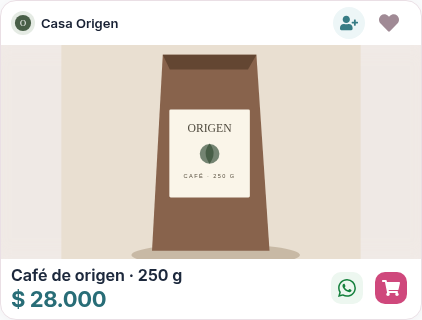 O
Casa Origen
ORIGEN
CAFÉ · 250 G
Café de origen · 250 g
$ 28.000